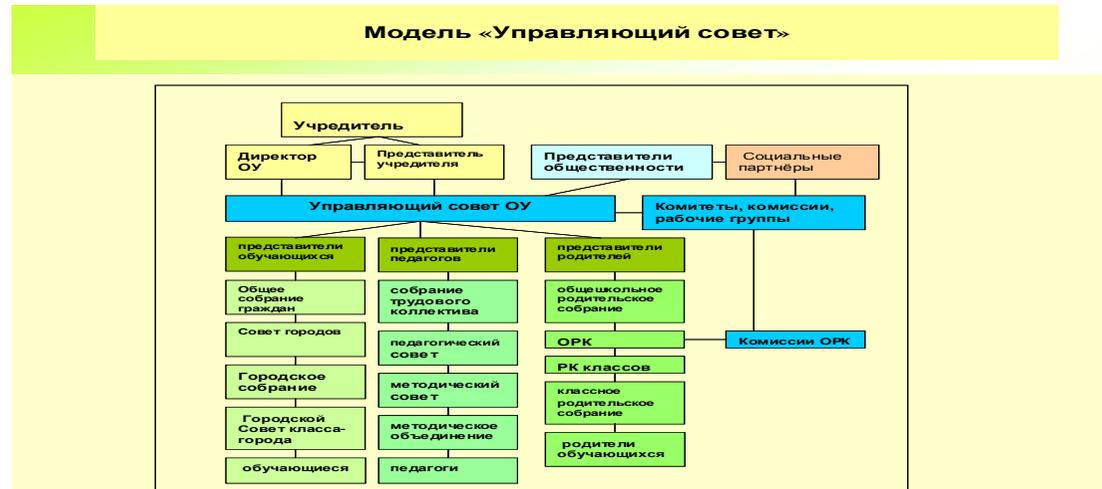 Модель «Управляющий совет»
Учредитель
Директор
ОУ
Представитель
учредителя
Представители
общественности
Социальные
партнёры
Управляющий совет ОУ
Комитеты, комиссии,
рабочие группы
представители
обучающихся
представители
педагогов
представители
родителей
Общее
собрание
граждан
собрание
трудового
коллектива
общешкольное
родительское
собрание
Совет городов
педагогический
совет
ОРК
Комиссии ОРК
РК классов
Городское
собрание
методический
совет
классное
родительское
собрание
Городской
Совет класса-
города
методическое
объединение
родители
обучающихся
обучающиеся
педагоги